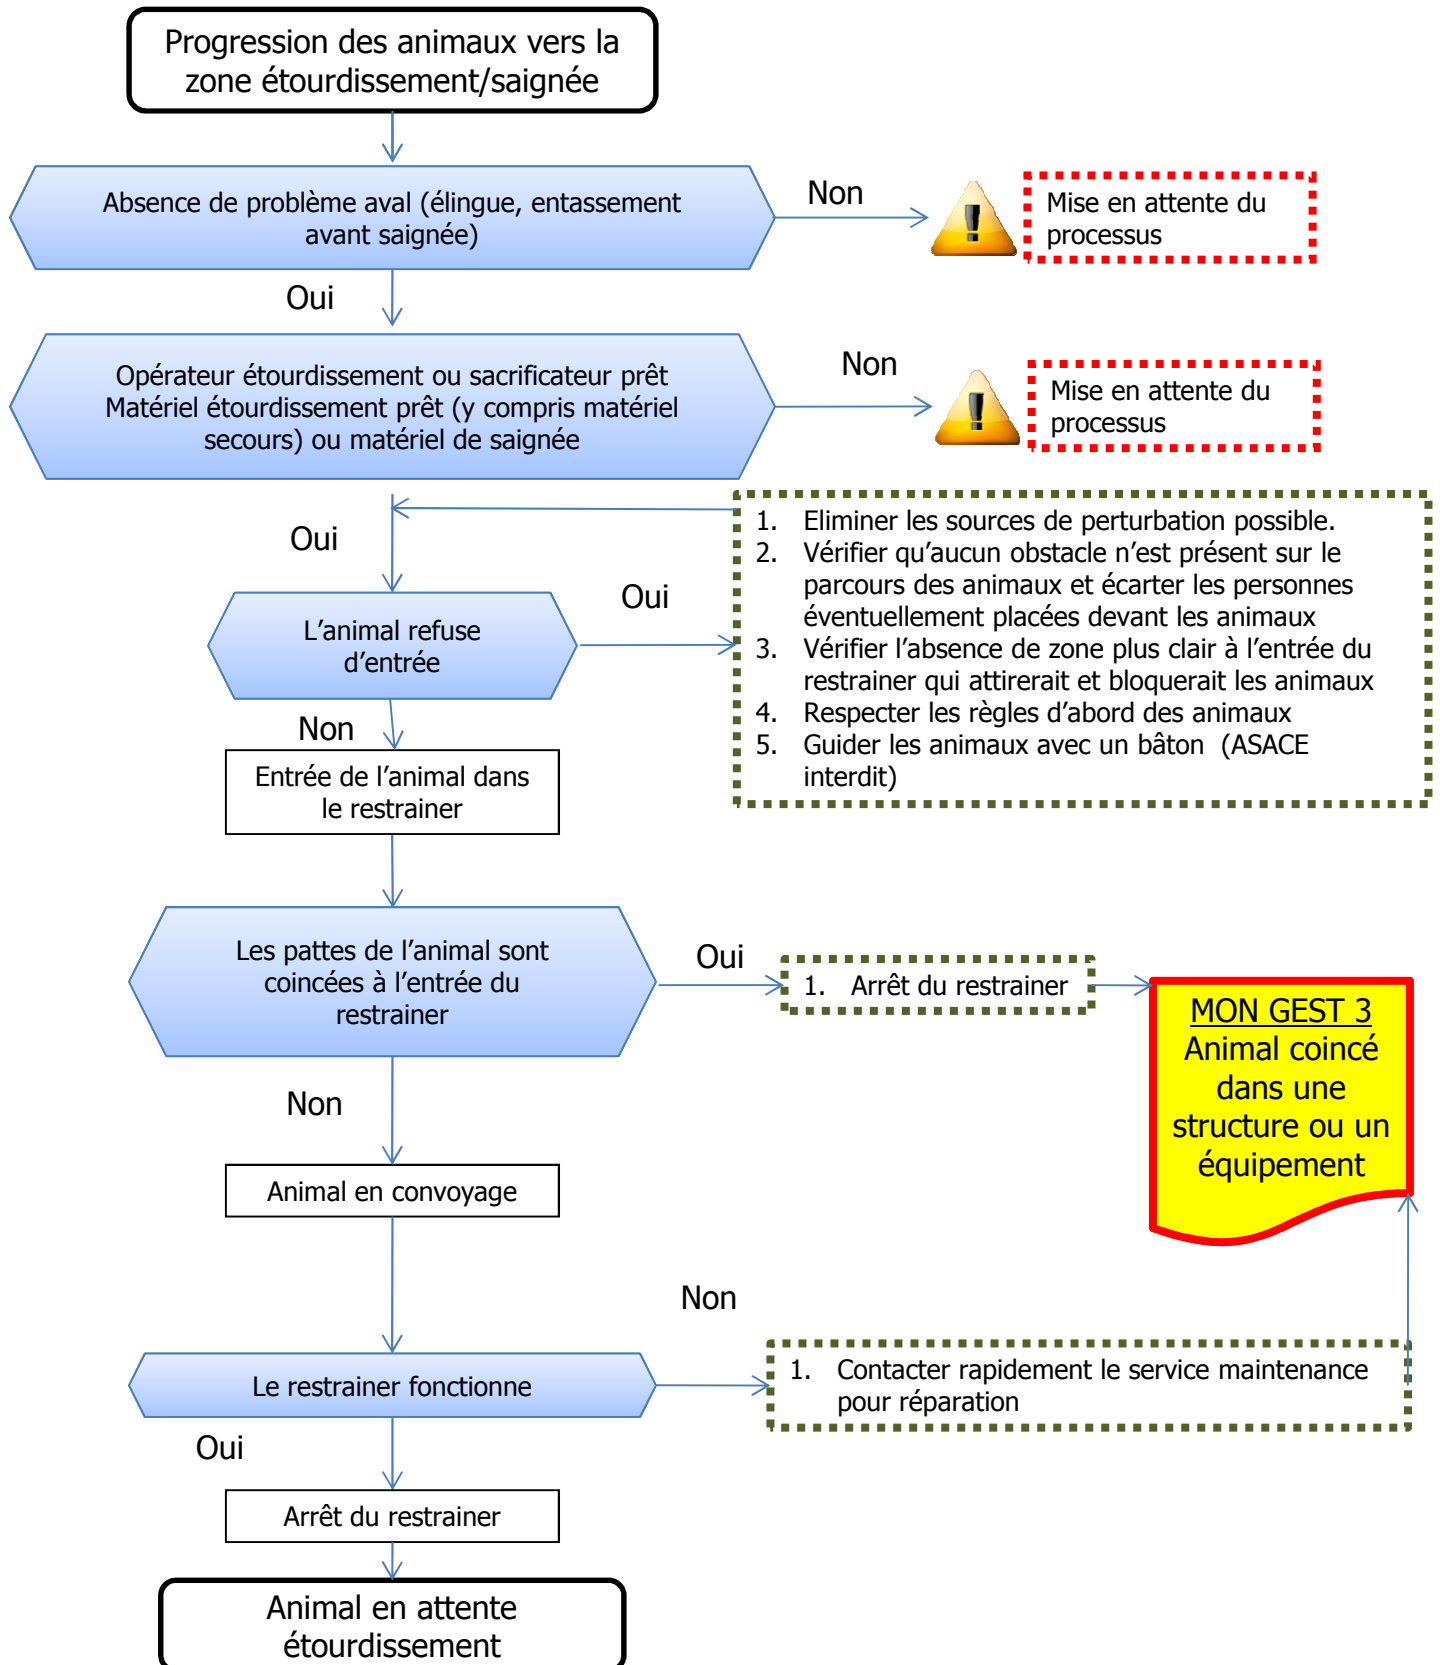 Progression des animaux vers la
zone étourdissement/saignée
Absence de problème aval (élingue, entassement
avant saignée)
Non
Mise en attente du
processus
Oui
Opérateur étourdissement ou sacrificateur prêt
Matériel étourdissement prêt (y compris matériel
secours) ou matériel de saignée
Non
Mise en attente du
processus
Oui
1. Eliminer les sources de perturbation possible.
2. Vérifier qu’aucun obstacle n’est présent sur le
parcours des animaux et écarter les personnes
éventuellement placées devant les animaux
3. Vérifier l’absence de zone plus clair à l’entrée du
restrainer qui attirerait et bloquerait les animaux
4. Respecter les règles d’abord des animaux
5. Guider les animaux avec un bâton (ASACE
interdit)
L’animal refuse
d’entrée
Oui
Non
Entrée de l’animal dans
le restrainer
Les pattes de l’animal sont
coincées à l’entrée du
restrainer
Oui
1. Arrêt du restrainer
MON GEST 3
Animal coincé
dans une
structure ou un
équipement
Non
Animal en convoyage
Non
Le restrainer fonctionne
1. Contacter rapidement le service maintenance
pour réparation
Oui
Arrêt du restrainer
Animal en attente
étourdissement